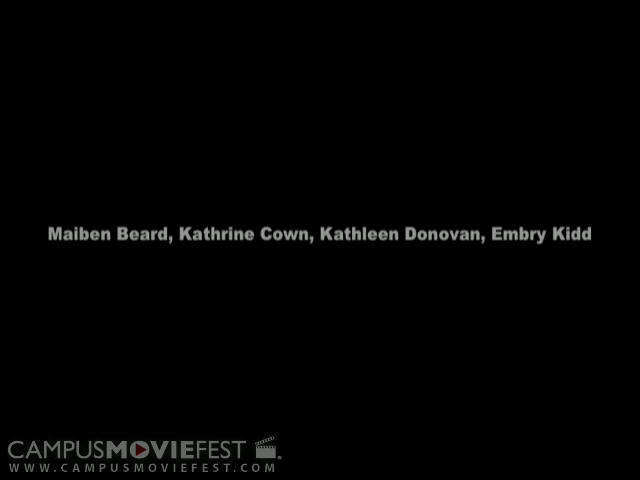 Maiben Beard, Kathrine Cown, Kathleen Donovan, Embry Kidd
CAMPUSMOVIEFEST
WWW.CAMPUSMOVIEFEST.COM